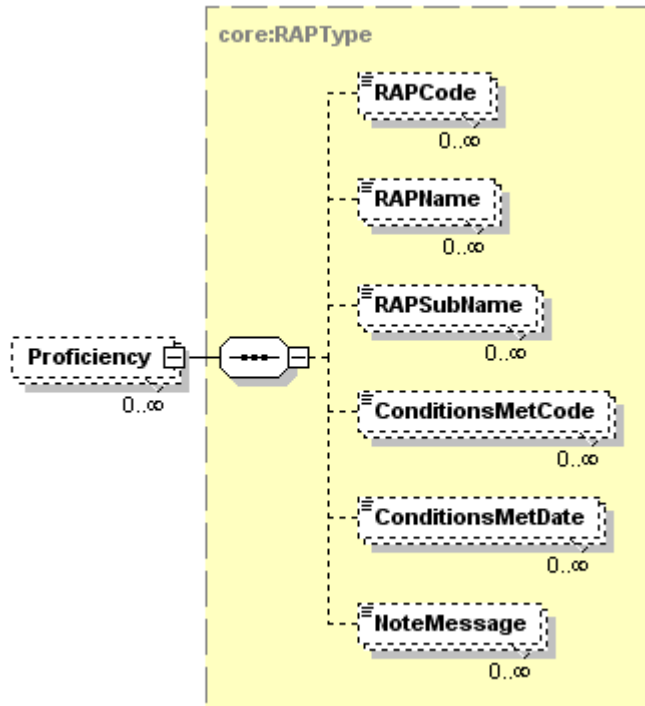 core:RAPType
RAPCode
0..∞
RAPName
0..∞
RAPSubName
0..∞
Proficiency
0..∞
ConditionsMetCode
0..∞
ConditionsMetDate
0..∞
NoteMessage
0..∞